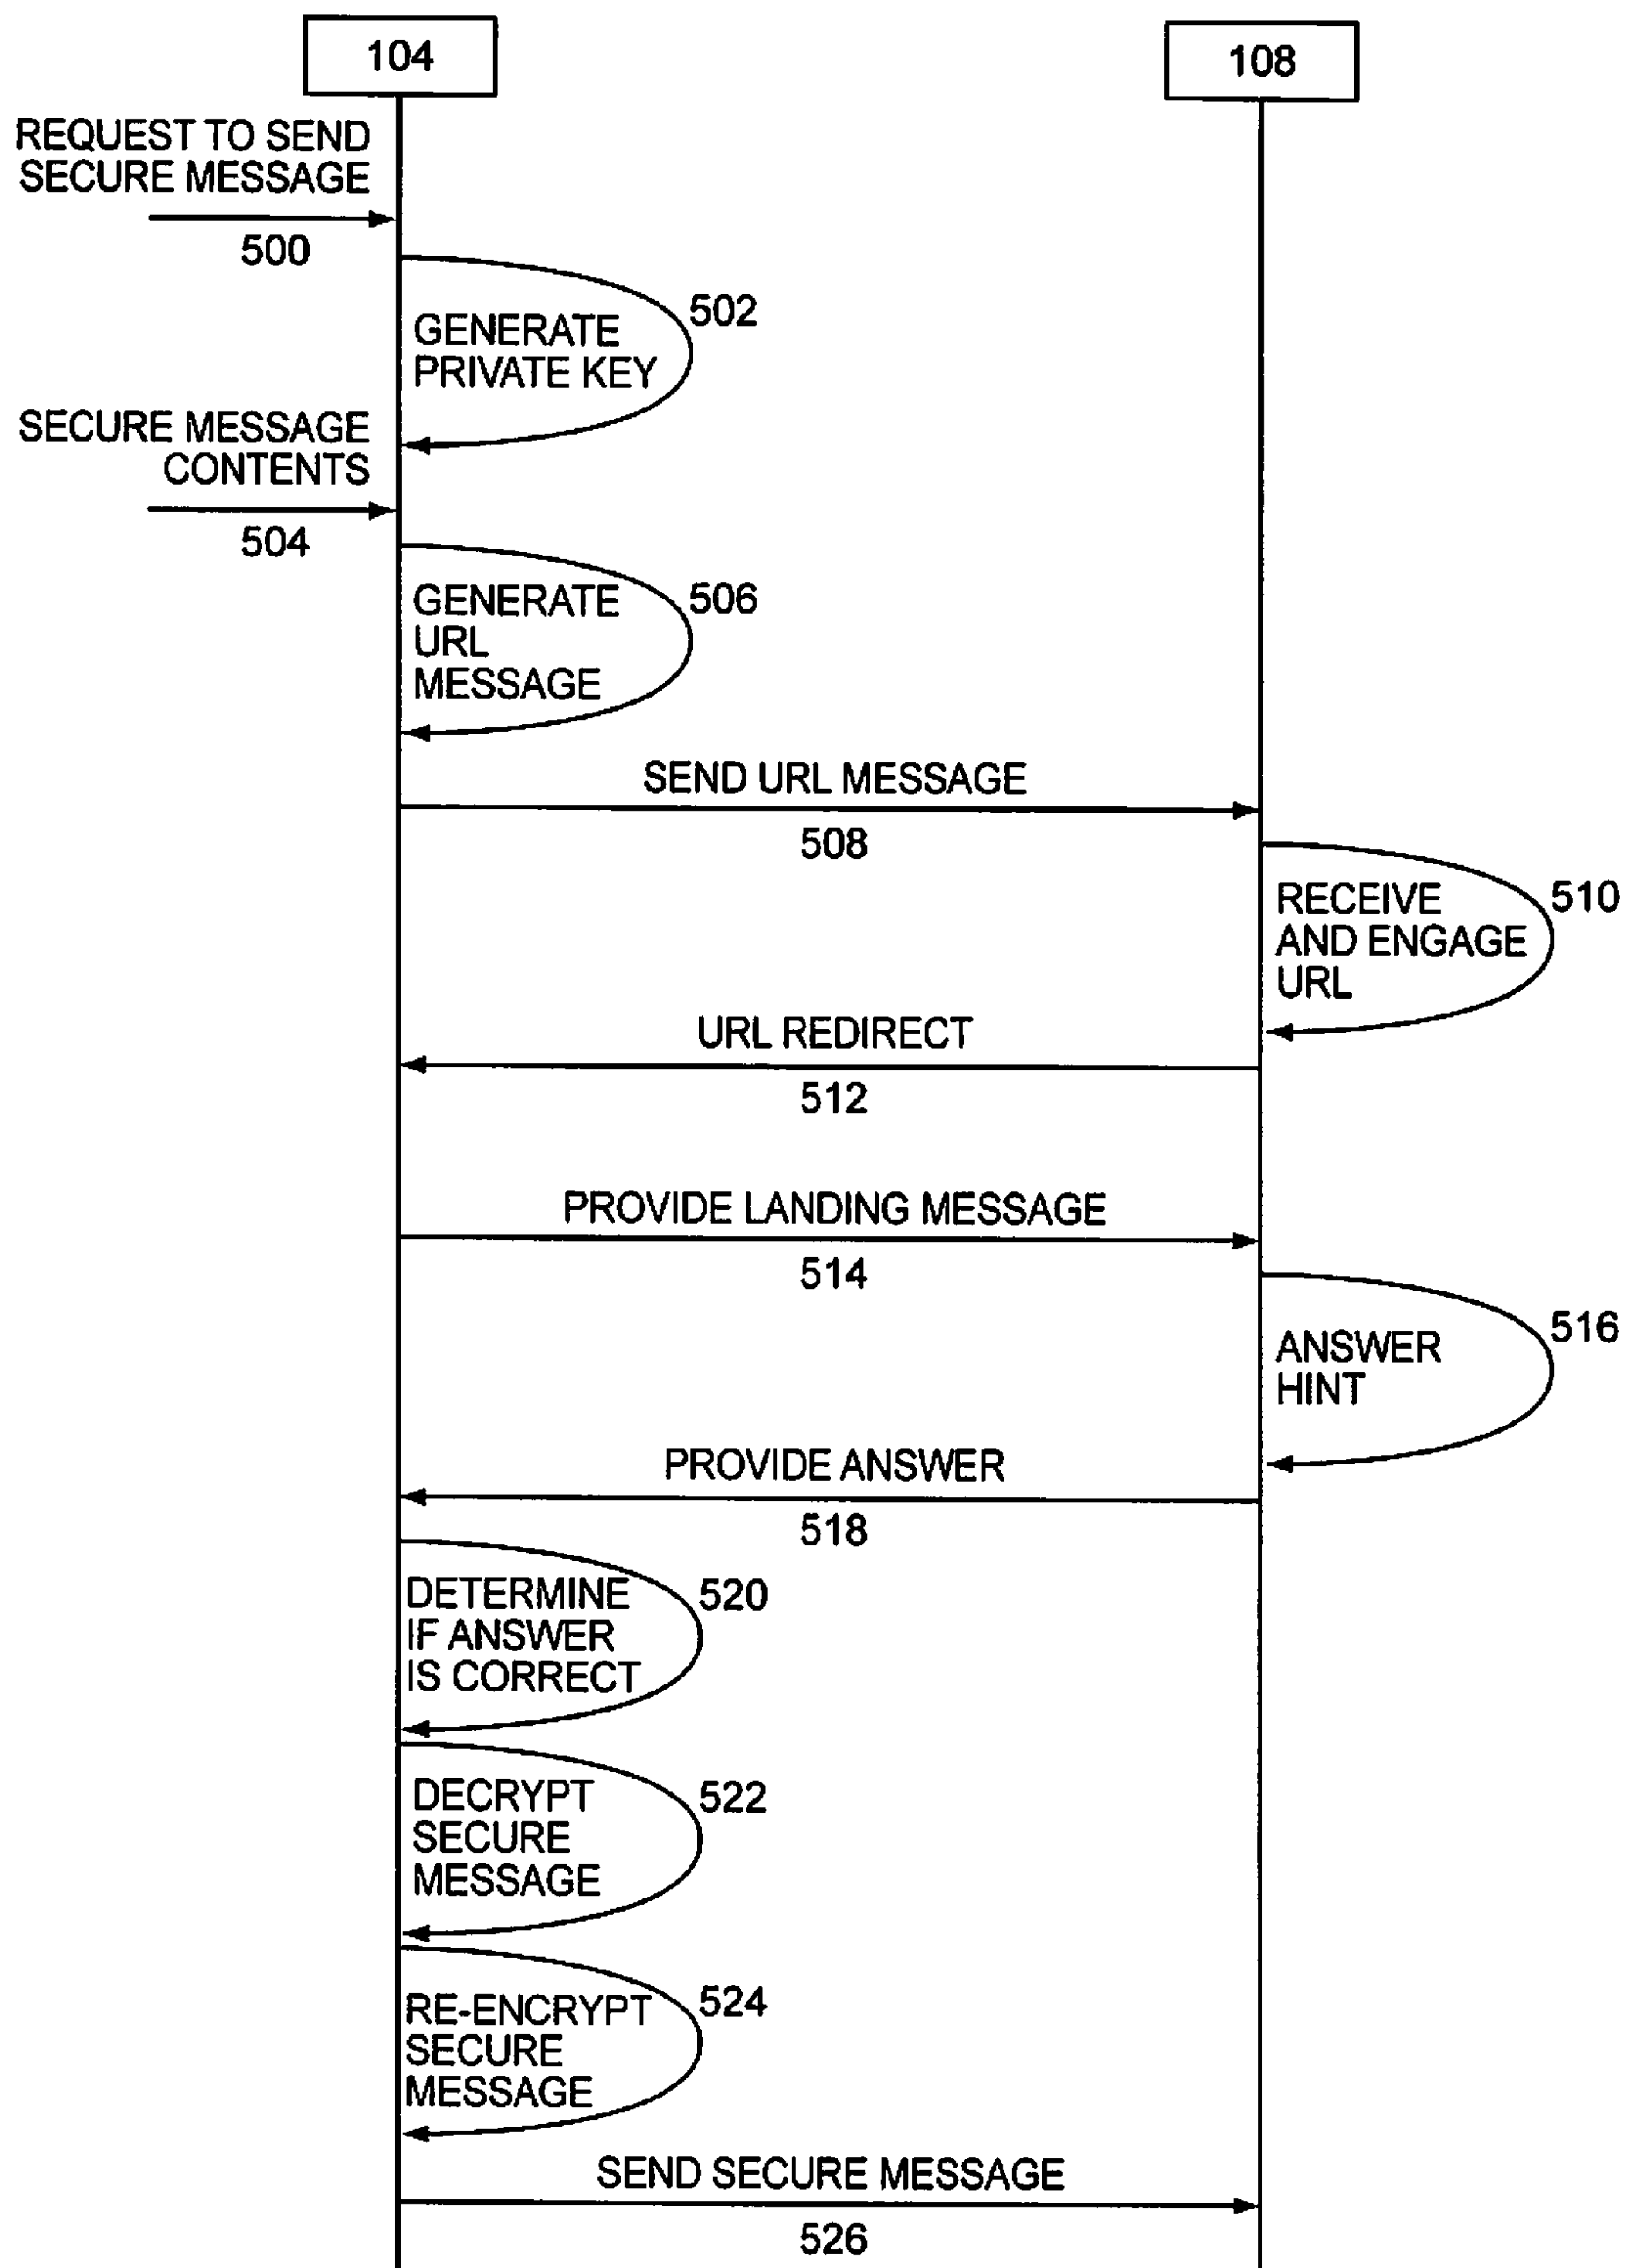 104
108
REQUEST TO SEND
SECURE MESSAGE
500
502
GENERATE
PRIVATE KEY
SECURE MESSAGE
CONTENTS
504
506
GENERATE
URL
MESSAGE
SEND URL MESSAGE
508
510
RECEIVE
AND ENGAGE
URL
URL REDIRECT
512
PROVIDE LANDING MESSAGE
514
516
ANSWER
HINT
PROVIDE ANSWER
518
520
DETERMINE
IF ANSWER
IS CORRECT
522
DECRYPT
SECURE
MESSAGE
524
RE-ENCRYPT
SECURE
MESSAGE
SEND SECURE MESSAGE
526